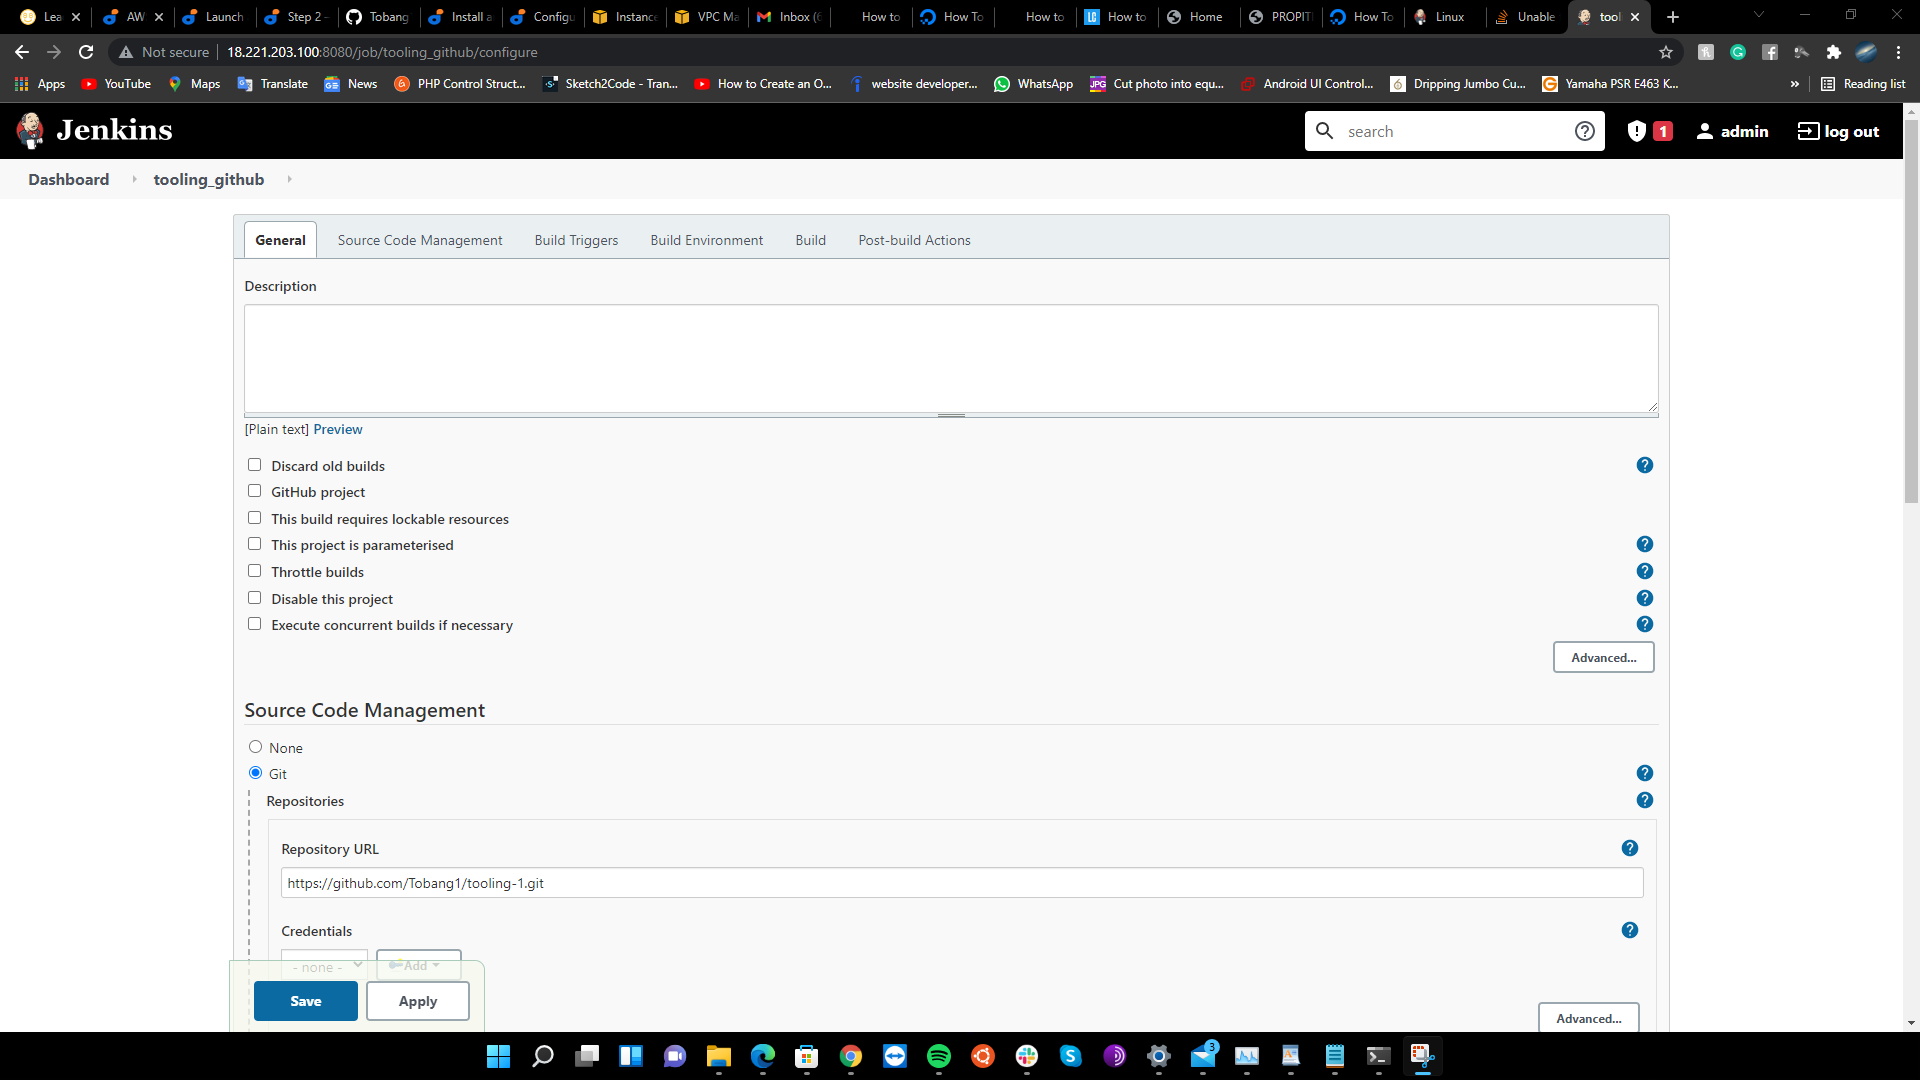 Lea
AW
Launch
Step 2 -
Tobang
Install a
Configu
Instance
VPC Ma
Inbox (6
How to
How To
How to
How to
Home
PROPIT
How To
Linux
Unable
tool
Not secure
18.221.203.100:8080/job/tooling_github/configure
Apps
YouTube
Maps
Translate
News
PHP Control Struct...
Sketch2Code - Tran...
How to Create an O...
website developer...
WhatsApp
Cut photo into equ...
Android UI Control...
Dripping Jumbo Cu...
Yamaha PSR E463 K...
»
Reading list
Jenkins
search
1
admin
log out
Dashboard
tooling_github
General
Source Code Management
Build Triggers
Build Environment
Build
Post-build Actions
Description
[Plain text] Preview
Discard old builds
GitHub project
This build requires lockable resources
This project is parameterised
Throttle builds
Disable this project
Execute concurrent builds if necessary
Advanced...
Source Code Management
None
Git
Repositories
Repository URL
https://github.com/Tobang1/tooling-1.git
Credentials
- none -
Add
Save
Apply
Advanced...
3